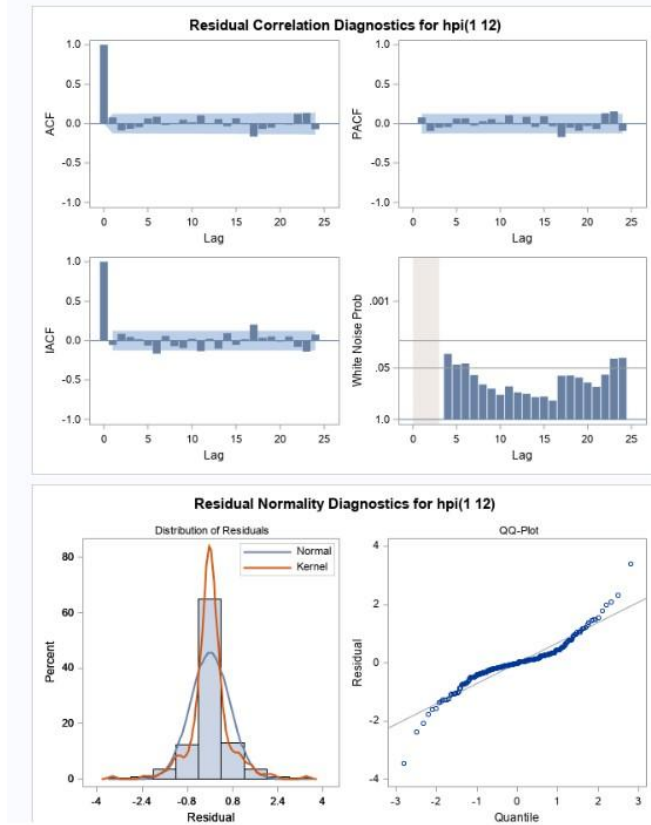 Residual Correlation Diagnostics for hpi(1 12)
1.0
0.5
0.0
-0.5
-1.0
ACF
0 5 10 15 20 25
Lag
1.0
0.5
0.0
-0.5
-1.0
PACF
0 5 10 15 20 25
Lag
1.0
0.5
0.0
-0.5
-1.0
IACF
0 5 10 15 20 25
Lag
.001
.05
1.0
White Noise Prob
0 5 10 15 20 25
Lag
Residual Normality Diagnostics for hpi(1 12)
Distribution of Residuals
80
60
40
20
0
Percent
Normal
Kernel
-4 -2.4 -0.8 0.8 2.4 4
Residual
QQ-Plot
4
2
0
-2
-4
Residual
-3 -2 -1 0 1 2 3
Quantile